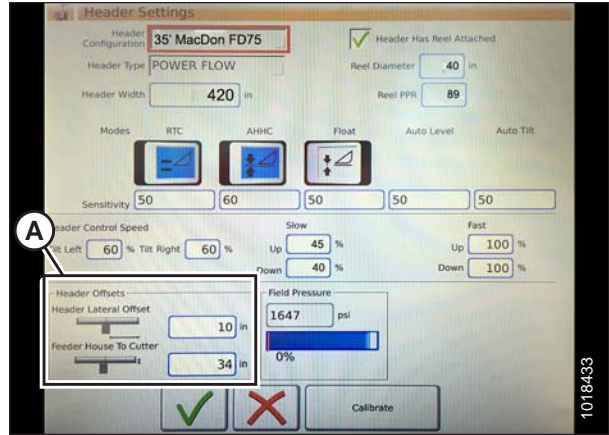 Header Settings
Header Configuration 35' MacDon FD75
Header Has Reel Attached
Header Type POWER FLOW
Reel Diameter 40 in
Header Width 420 in
Reel PPR 89
Modes RTC AHHC Float Auto Level Auto Tilt
Sensitivity 50 60 50 50 50
eader Control Speed Slow Fast
Tilt Left 60 % Tilt Right 60 % Up 45 % Up 100 %
Down 40 % Down 100 %
A
Header Offsets
Header Lateral Offset
10 in
Feeder House To Cutter
34 in
Field Pressure
1647 psi
0%
Calibrate
1018433